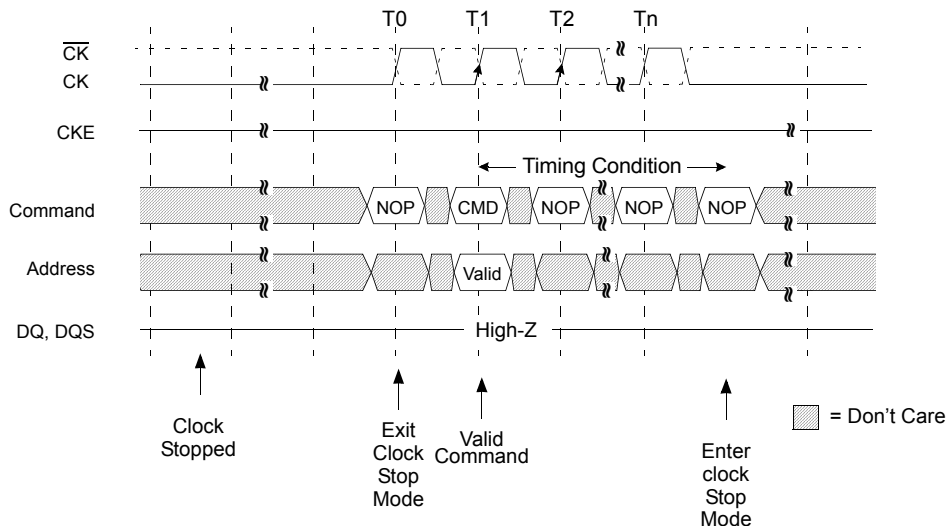 T0 T1 T2 Tn
CK
CK
CKE
Timing Condition
Command NOP CMD NOP NOP NOP
Address Valid
DQ, DQS High-Z
Clock
Stopped
Exit
Clock
Stop
Mode
Valid
Command
Enter
clock
Stop
Mode
= Don't Care